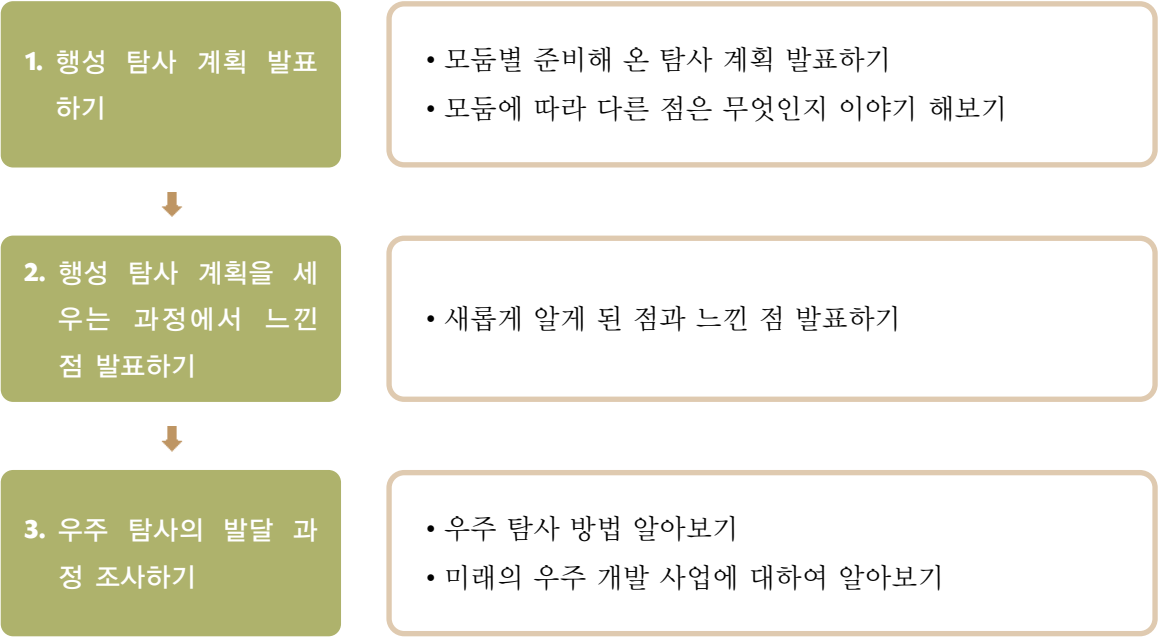 1. 행성 탐사 계획 발표
하기
• 모둠별 준비해 온 탐사 계획 발표하기
• 모둠에 따라 다른 점은 무엇인지 이야기 해보기
2. 행성 탐사 계획을 세
우는 과정에서 느낀
점 발표하기
• 새롭게 알게 된 점과 느낀 점 발표하기
3. 우주 탐사의 발달 과
정 조사하기
• 우주 탐사 방법 알아보기
• 미래의 우주 개발 사업에 대하여 알아보기